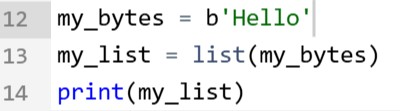 12 my_bytes = b'Hello'
13 my_list = list(my_bytes)
14 print(my_list)